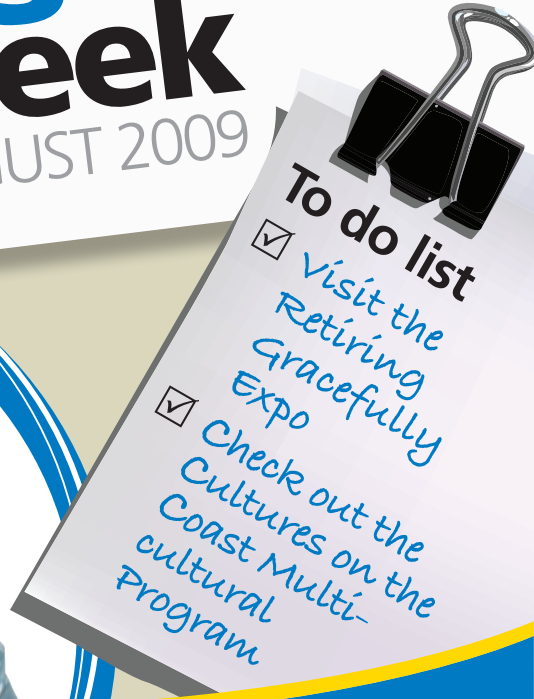 eek
UST 2009
To do list
Visit the
Retiring
Gracefully
Expo
Check out the
Cultures on the
Coast Multi-
cultural
Program